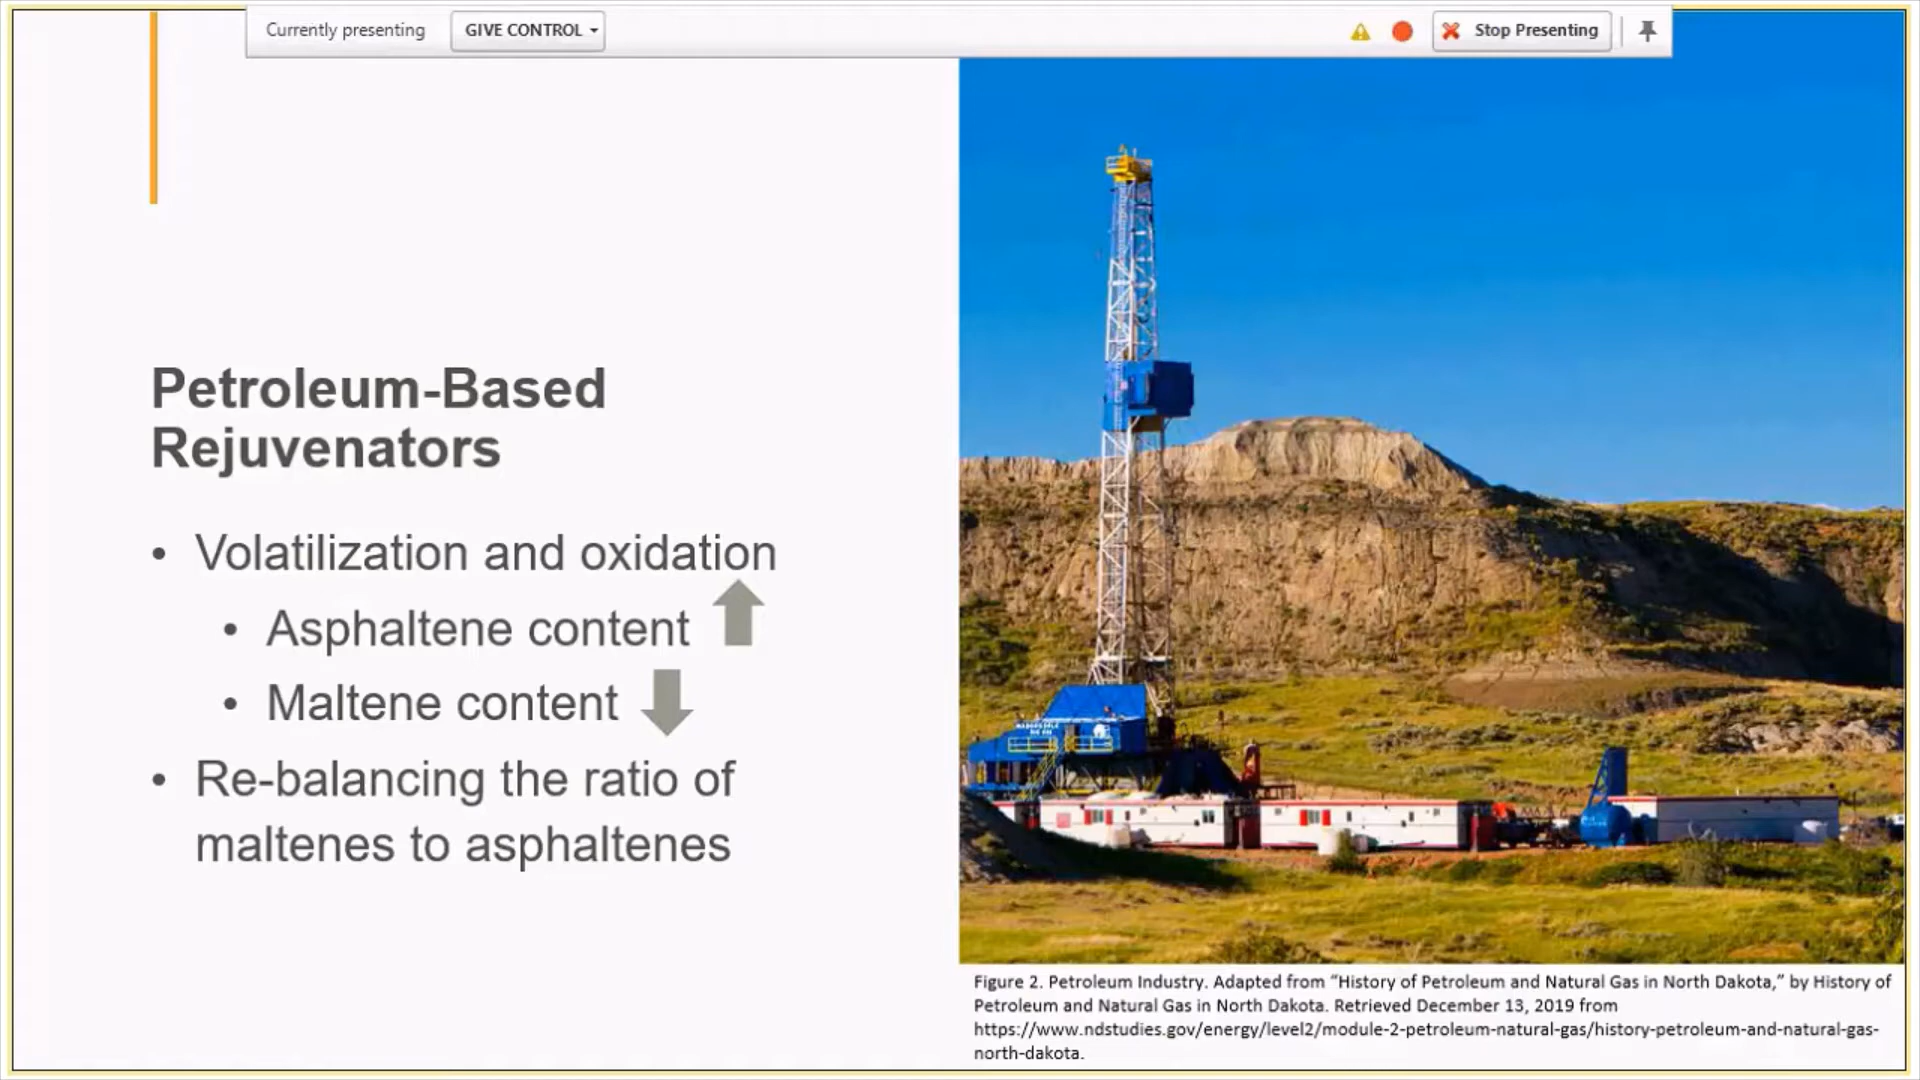 Currently presenting
GIVE CONTROL
Stop Presenting
Petroleum-Based
Rejuvenators
• Volatilization and oxidation
• Asphaltene content
• Maltene content
• Re-balancing the ratio of
maltenes to asphaltenes
Figure 2. Petroleum Industry. Adapted from “History of Petroleum and Natural Gas in North Dakota,” by History of
Petroleum and Natural Gas in North Dakota. Retrieved December 13, 2019 from
https://www.ndstudies.gov/energy/level2/module-2-petroleum-natural-gas/history-petroleum-and-natural-gas-
north-dakota.